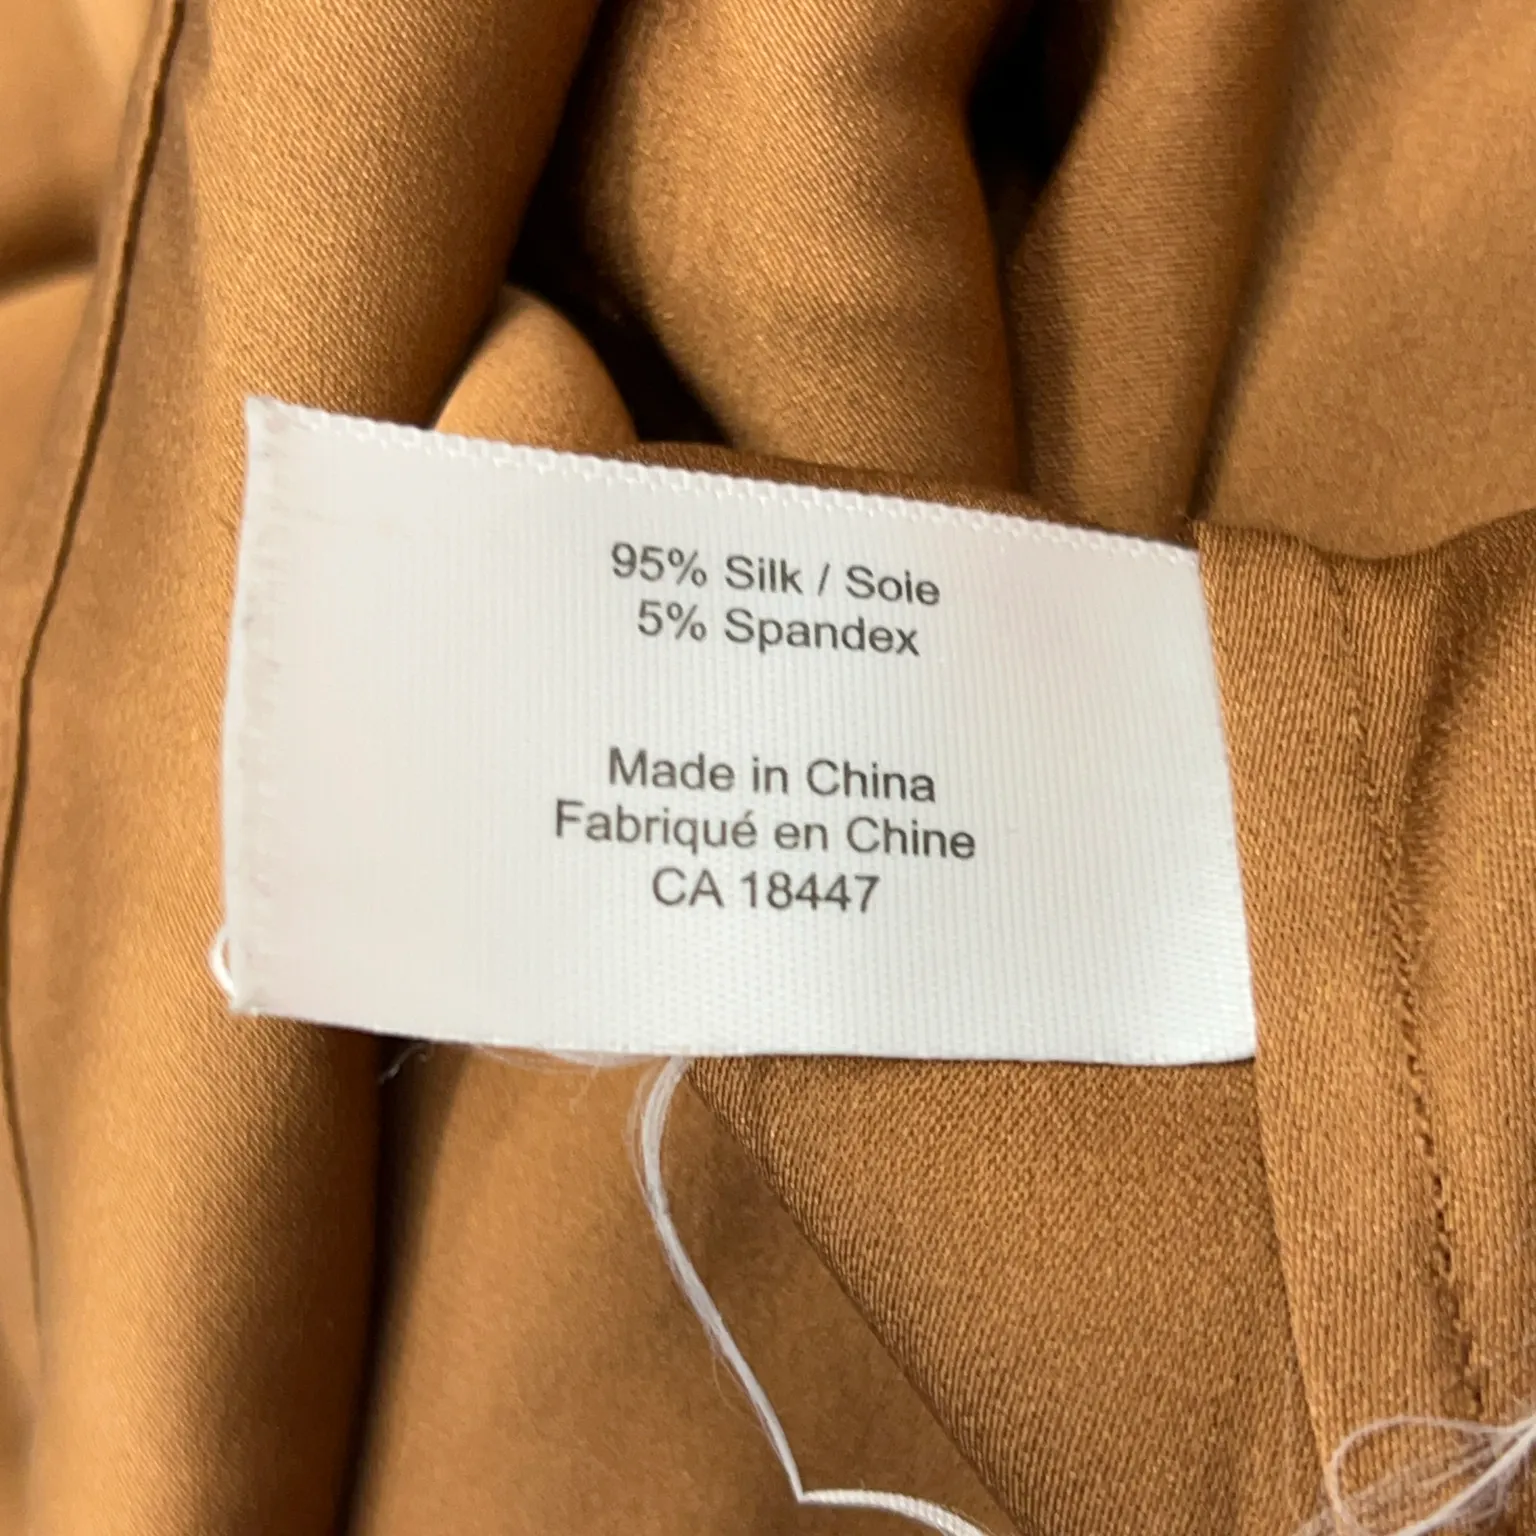 95% Silk / Soie
5% Spandex
Made in China
Fabriqué en Chine
CA 18447